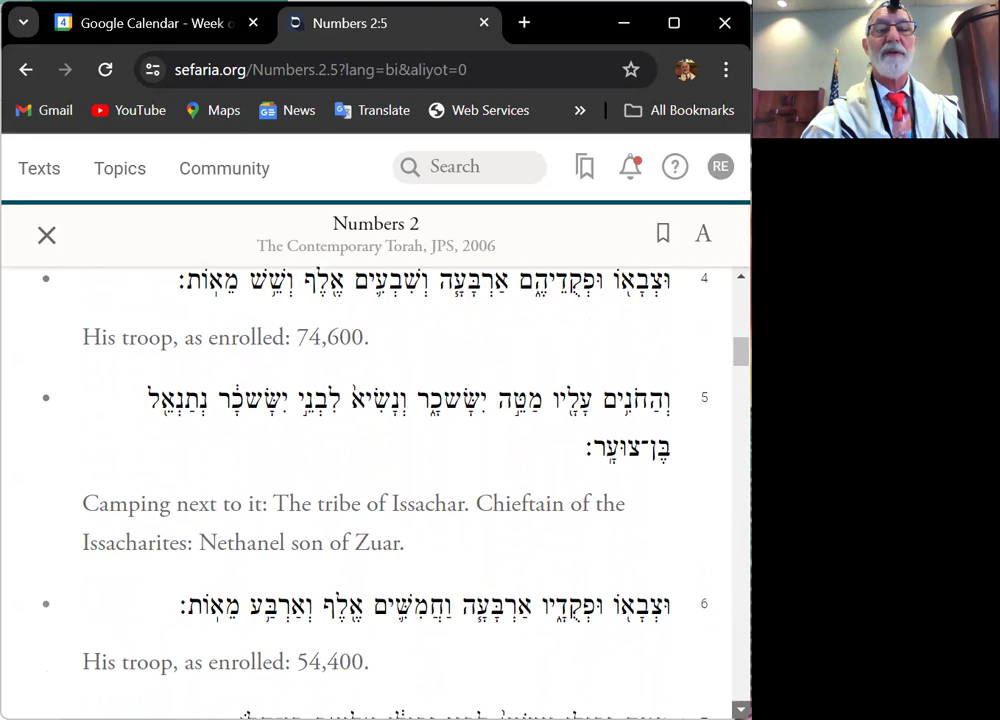 Google Calendar - Week o
Numbers 2:5
sefaria.org/Numbers.2.5?lang=bi&aliyot=0
Gmail YouTube Maps News Translate Web Services » All Bookmarks
Texts Topics Community Search RE
Numbers 2
The Contemporary Torah, JPS, 2006 A
וּצְבָא֖וֹ וּפְקֻדֵיהֶ֑ם אַרְבָּעָ֧ה וְשִׁבְעִ֛ים אֶ֖לֶף וְשֵׁ֥שׁ מֵאֽוֹת׃ 4
His troop, as enrolled: 74,600.
וְהַחֹנִ֥ים עָלָ֖יו מַטֵּ֣ה יִשָּׂשכָ֑ר וְנָשִׂיא֙ לִבְנֵ֣י יִשָּׂשכָ֔ר נְתַנְאֵ֖ל 5
בֶּן־צוּעָֽר׃
Camping next to it: The tribe of Issachar. Chieftain of the
Issacharites: Nethanel son of Zuar.
וּצְבָא֖וֹ וּפְקֻדָ֑יו אַרְבָּעָ֧ה וַחֲמִשִּׁ֛ים אֶ֖לֶף וְאַרְבַּ֥ע מֵאֽוֹת׃ 6
His troop, as enrolled: 54,400.